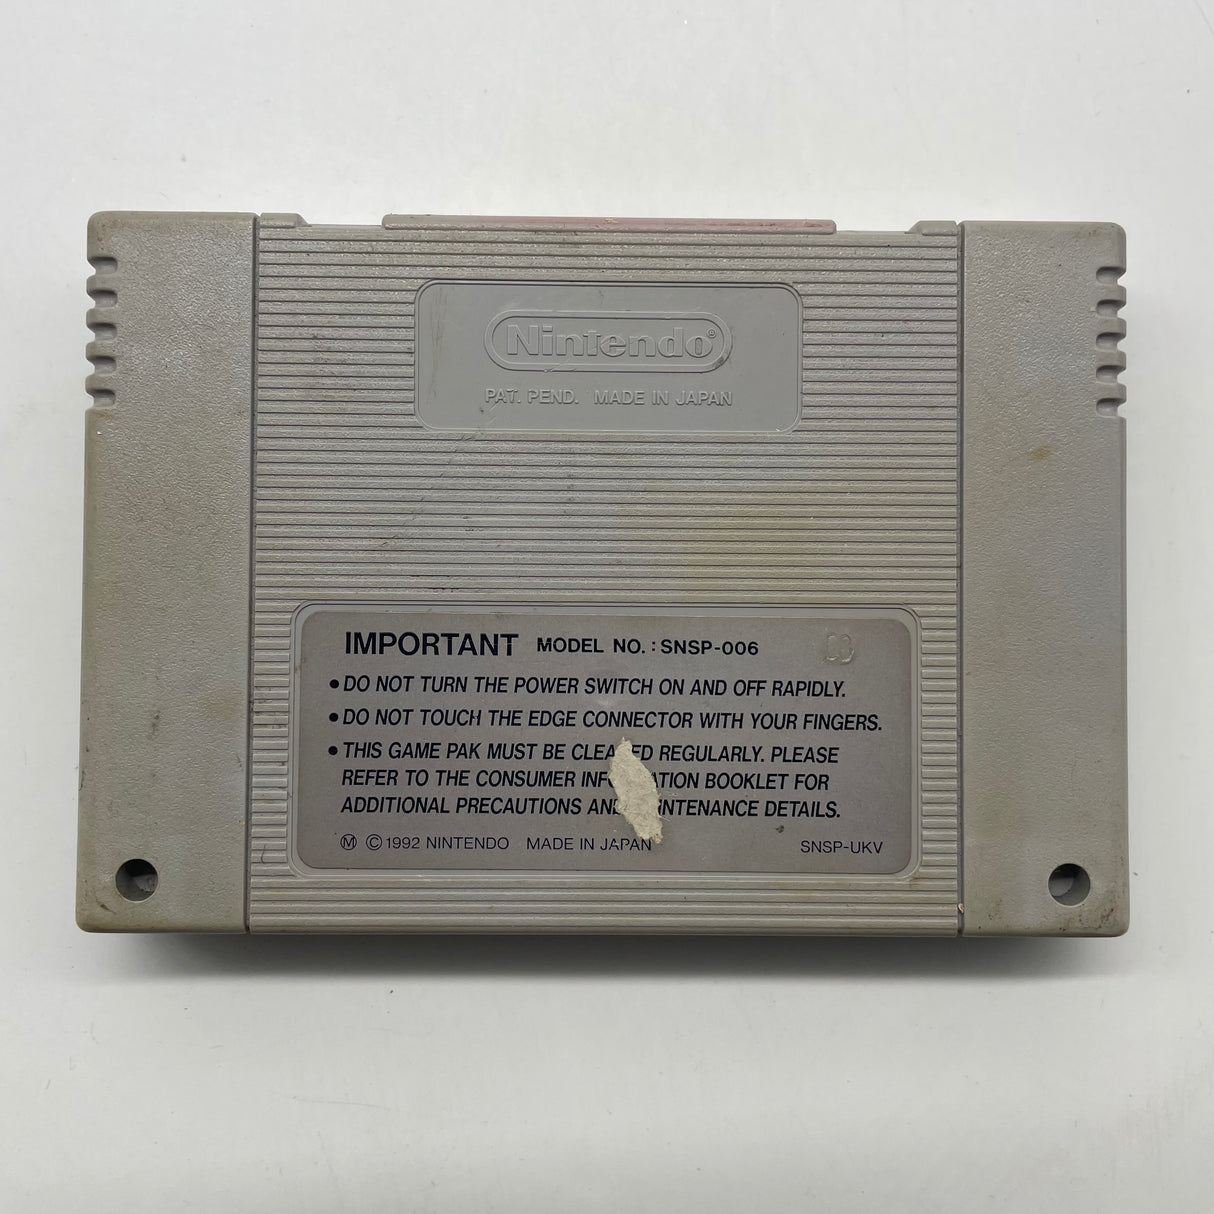 Nintendo®
PAT. PEND. MADE IN JAPAN
IMPORTANT MODEL NO. : SNSP-006
• DO NOT TURN THE POWER SWITCH ON AND OFF RAPIDLY.
• DO NOT TOUCH THE EDGE CONNECTOR WITH YOUR FINGERS.
• THIS GAME PAK MUST BE REGULARLY. PLEASE
REFER TO THE CONSUMER BOOKLET FOR
ADDITIONAL PRECAUTIONS DETAILS.
Ⓜ © 1992 NINTENDO MADE IN JAPAN SNSP-UKV